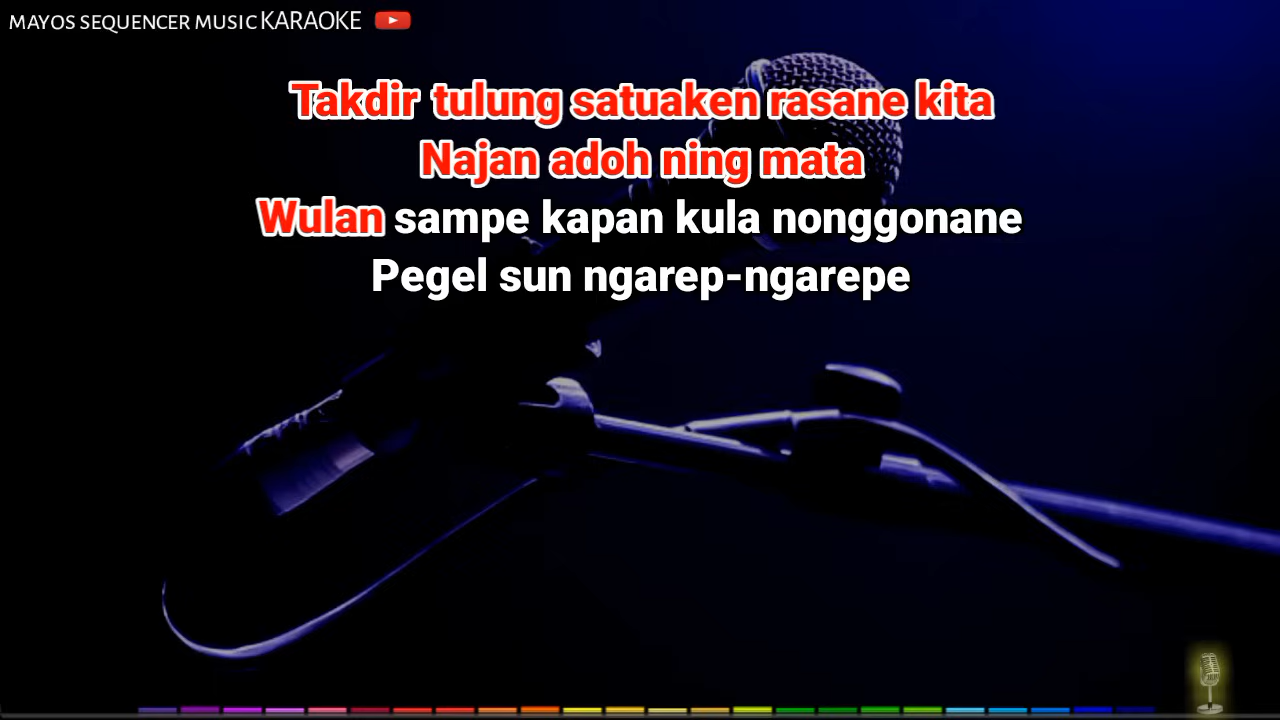 MAYOS SEQUENCER MUSIC KARAOKE
Takdir tulung satuaken rasane kita
Najan adoh ning mata
Wulan sampe kapan kula nonggonane
Pegel sun ngarep-ngarepe